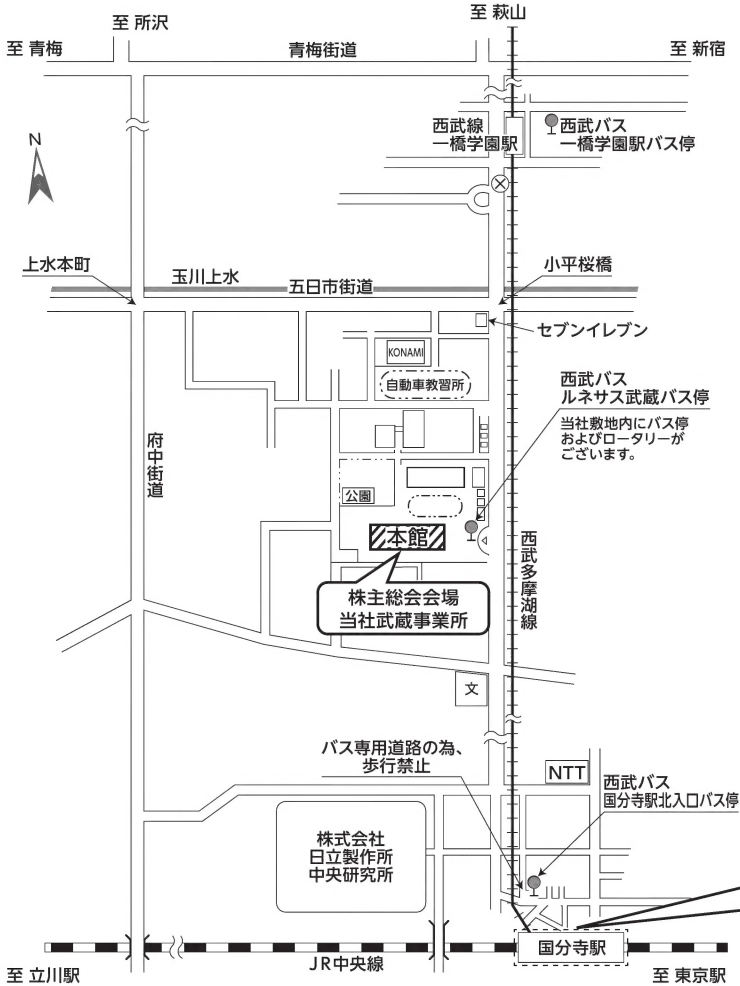 至 萩山
至 所沢
至 青梅
青梅街道
至 新宿
西武線
一橋学園駅
西武バス
一橋学園駅バス停
N
上水本町
玉川上水
五日市街道
小平桜橋
セブンイレブン
KONAMI
自動車教習所
西武バス
ルネサス武蔵バス停
当社敷地内にバス停
およびロータリーが
ございます。
府中街道
公園
本館
西武多摩湖線
株主総会会場
当社武蔵事業所
文
バス専用道路の為、
歩行禁止
NTT
西武バス
国分寺駅北入口バス停
株式会社
日立製作所
中央研究所
国分寺駅
JR中央線
至 立川駅
至 東京駅